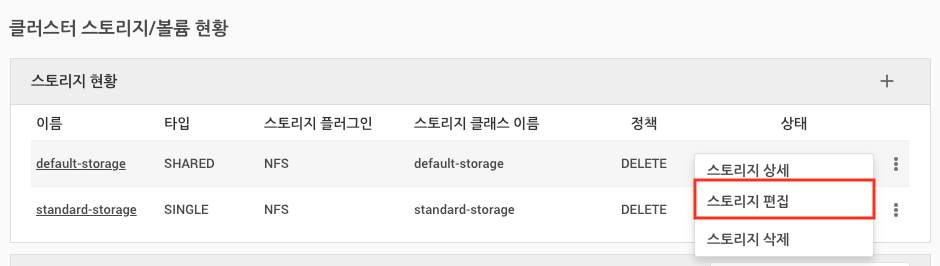 클러스터 스토리지/볼륨 현황
스토리지 현황
이름 타입 스토리지 플러그인 스토리지 클래스 이름 정책 상태
default-storage SHARED NFS default-storage DELETE
스토리지 상세
스토리지 편집
standard-storage SINGLE NFS standard-storage DELETE
스토리지 삭제